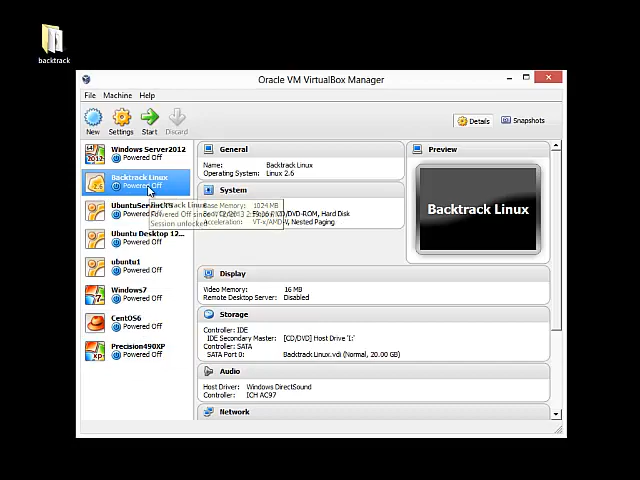 backtrack
Oracle VM VirtualBox Manager
File Machine Help
New Settings Start Discard
Details Snapshots
Windows Server2012
Powered Off
Backtrack Linux
Powered Off
Powered Off
Ubuntu Desktop 12...
Powered Off
ubuntu1
Powered Off
Windows7
Powered Off
CentOS6
Powered Off
Precision490XP
Powered Off
General
Name: Backtrack Linux
Operating System: Linux 2.6
System
Base Memory: 1024 MB
CD/DVD-ROM, Hard Disk
Acceleration: VT-x/AMD-V, Nested Paging
Session unlocked
Preview
Backtrack Linux
Display
Video Memory: 16 MB
Remote Desktop Server: Disabled
Storage
Controller: IDE
IDE Secondary Master: [CD/DVD] Host Drive 'I:'
Controller: SATA
SATA Port 0: Backtrack Linux.vdi (Normal, 20.00 GB)
Audio
Host Driver: Windows DirectSound
Controller: ICH AC97
Network